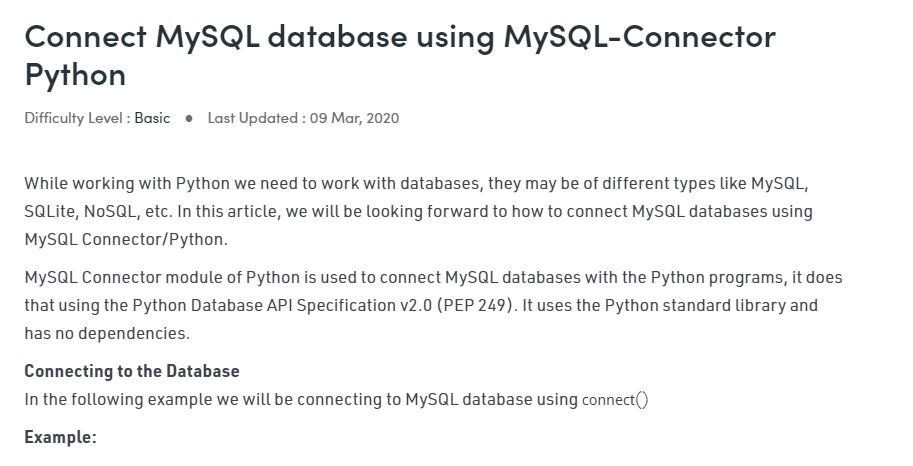 Connect MySQL database using MySQL-Connector
Python
Difficulty Level : Basic ● Last Updated : 09 Mar, 2020
While working with Python we need to work with databases, they may be of different types like MySQL,
SQLite, NoSQL, etc. In this article, we will be looking forward to how to connect MySQL databases using
MySQL Connector/Python.
MySQL Connector module of Python is used to connect MySQL databases with the Python programs, it does
that using the Python Database API Specification v2.0 (PEP 249). It uses the Python standard library and
has no dependencies.
Connecting to the Database
In the following example we will be connecting to MySQL database using connect()
Example: